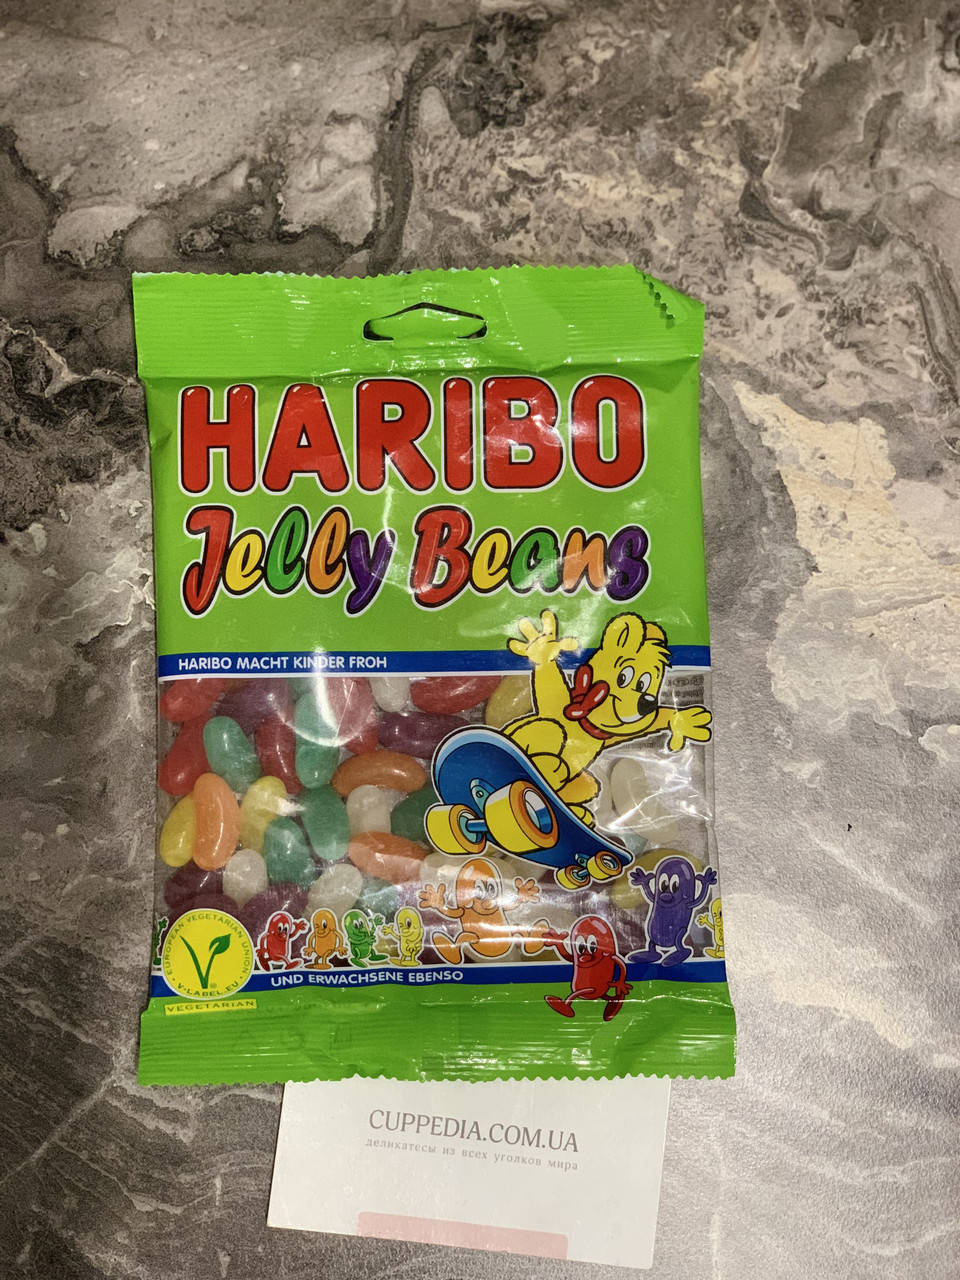 HARIBO
Jelly Beans
HARIBO MACHT KINDER FROH
EUROPEAN VEGETARIAN UNION
V-LABEL.EU
VEGETARIAN
UND ERWACHSENE EBENSO
CUPPEDIA.COM.UA
деликатесы из всех уголков мира